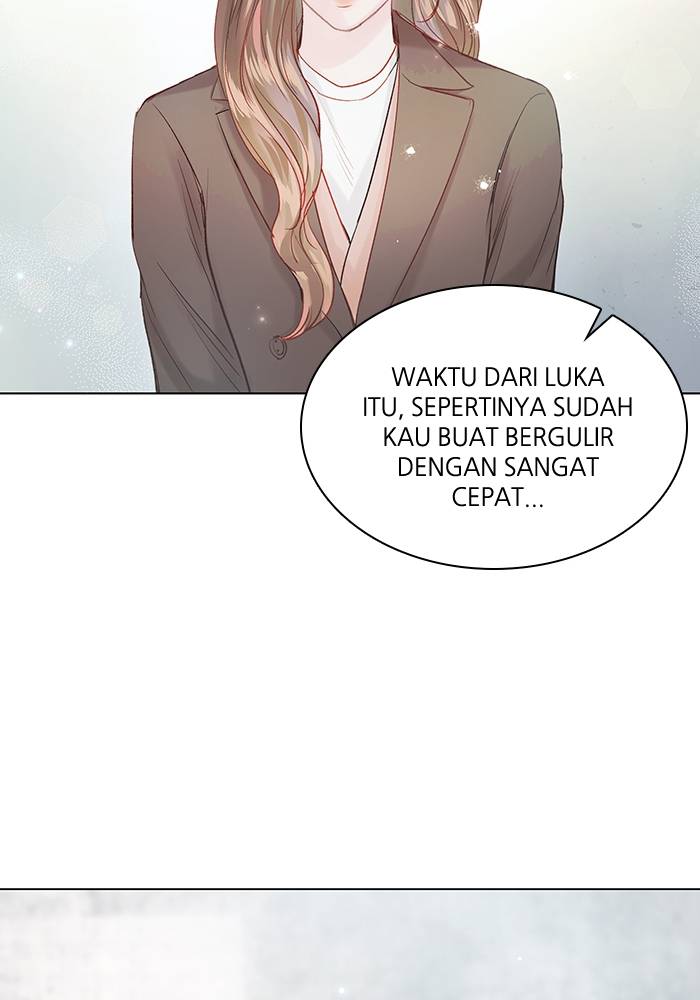 WAKTU DARI LUKA
ITU, SEPERTINYA SUDAH
KAU BUAT BERGULIR
DENGAN SANGAT
CEPAT...